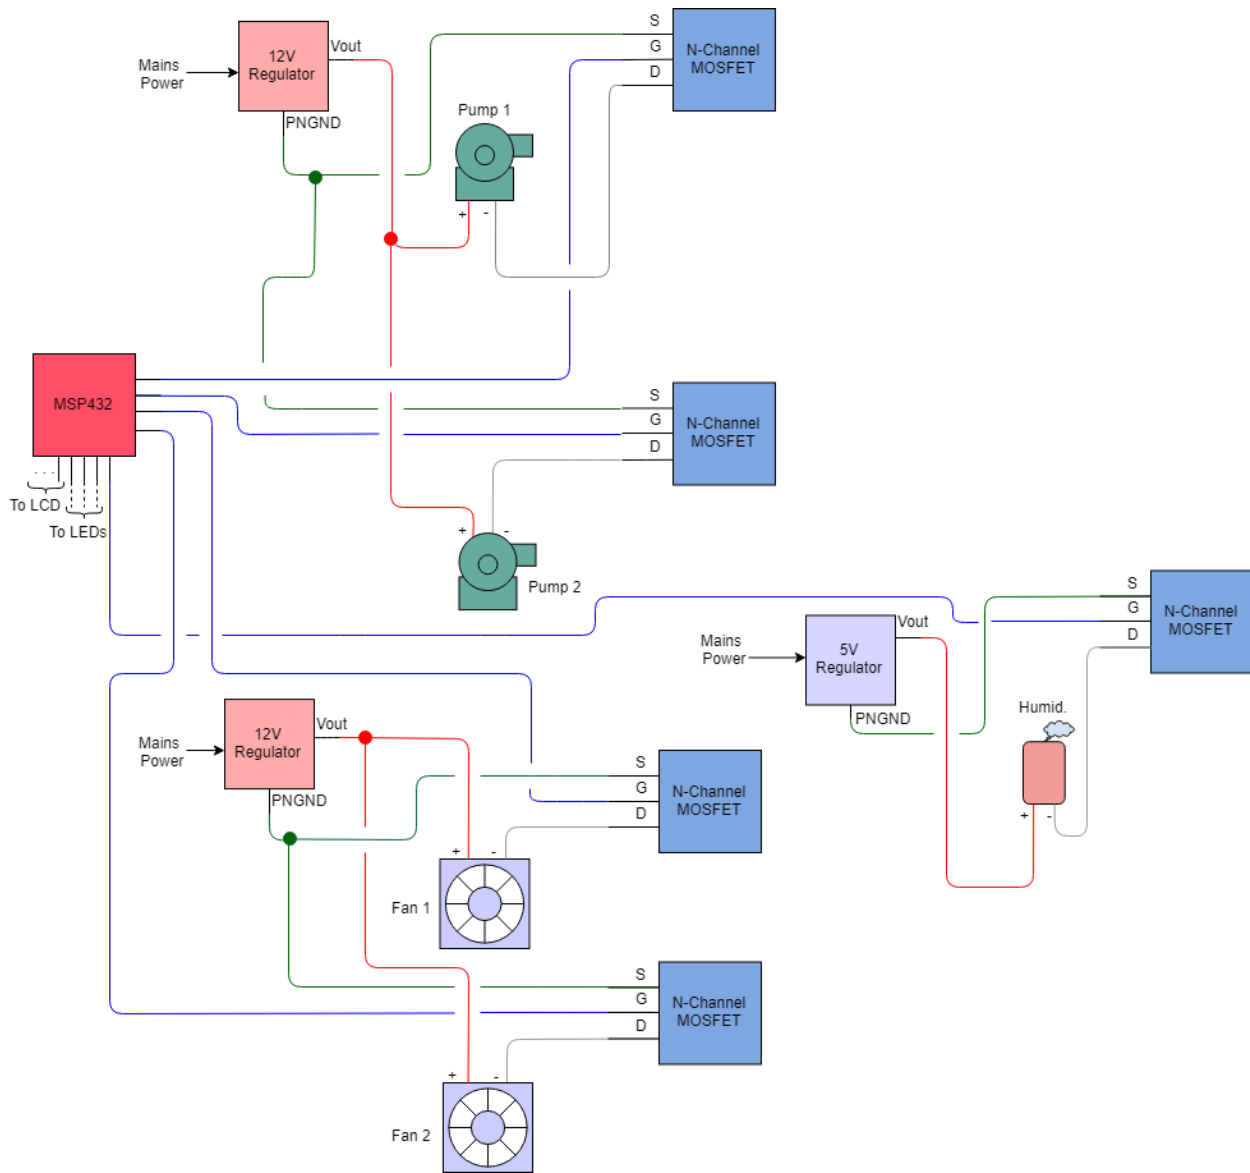 12V
Regulator
Vout
Mains
Power
PNGND
Pump 1
+
-
S
G
D
N-Channel
MOSFET
MSP432
. . .
To LCD
To LEDs
S
G
D
N-Channel
MOSFET
+
-
Pump 2
S
G
D
N-Channel
MOSFET
Mains
Power
5V
Regulator
Vout
PNGND
Humid.
+
-
Mains
Power
12V
Regulator
Vout
PNGND
S
G
D
N-Channel
MOSFET
+
-
Fan 1
S
G
D
N-Channel
MOSFET
+
-
Fan 2